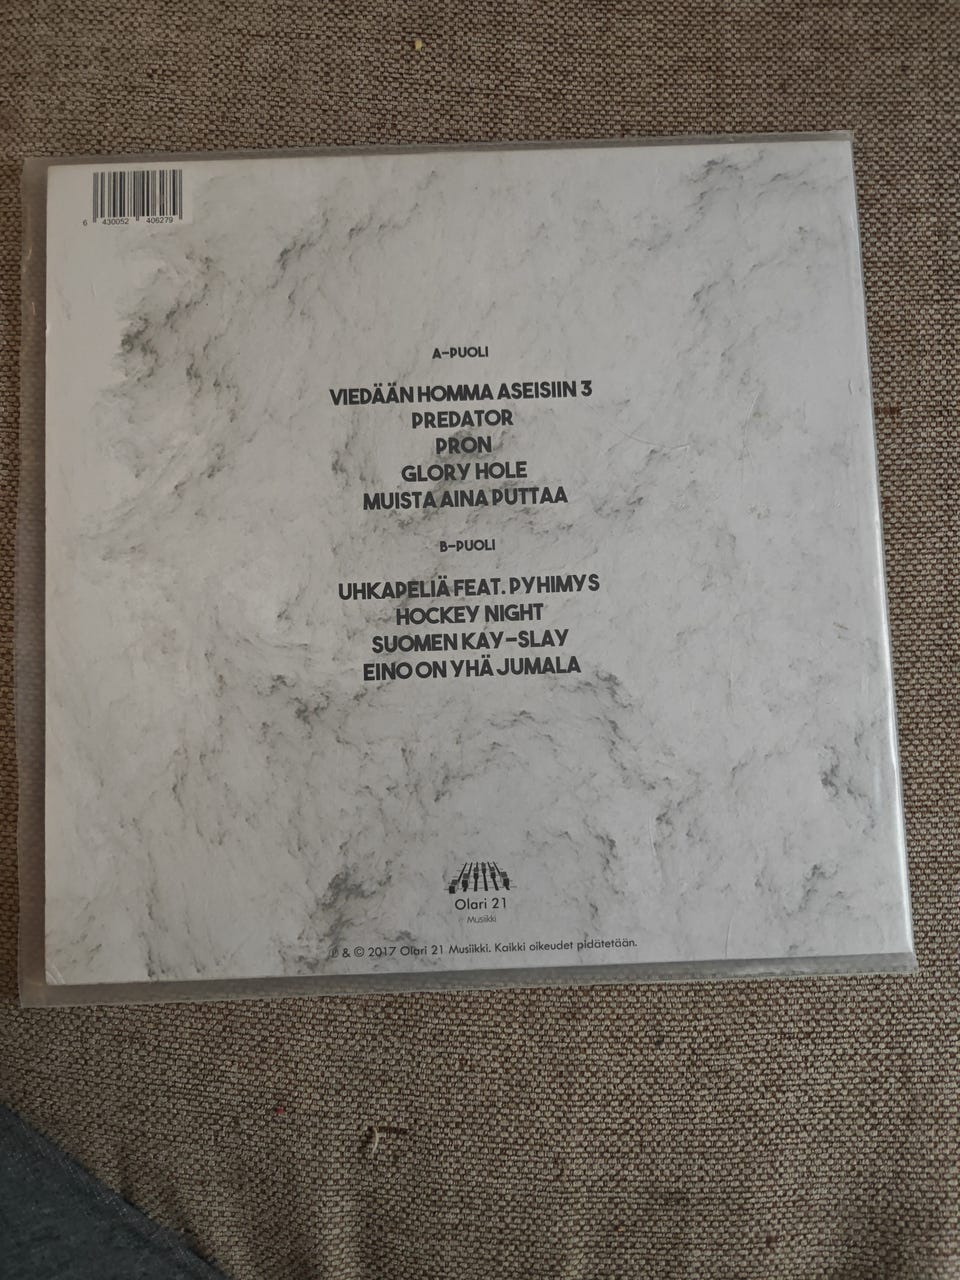 6 430052 406279
A-PUOLI
VIEDÄÄN HOMMA ASEISIIN 3
PREDATOR
PRON
GLORY HOLE
MUISTA AINA PUTTAA
B-PUOLI
UHKAPELIÄ FEAT. PYHIMYS
HOCKEY NIGHT
SUOMEN KAY-SLAY
EINO ON YHÄ JUMALA
Olari 21
Musiikki
℗ & © 2017 Olari 21 Musiikki. Kaikki oikeudet pidätetään.